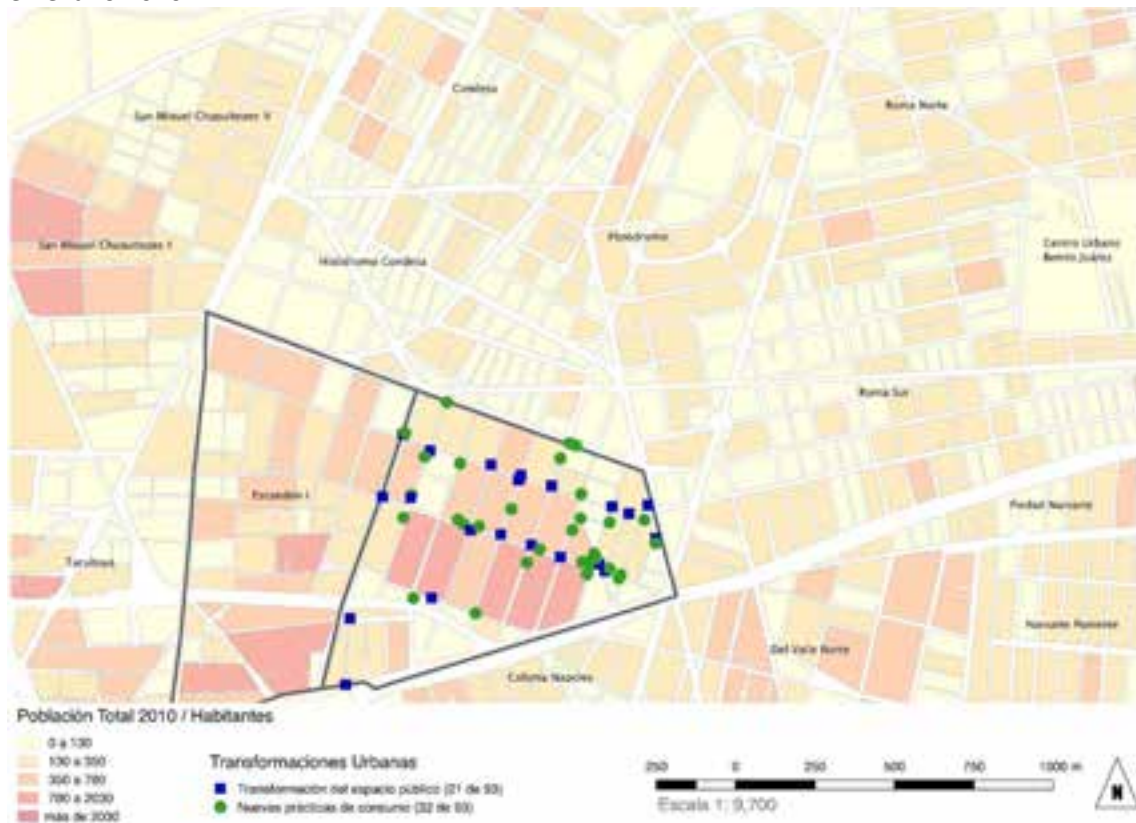 Condesa
San Miguel Chapultepec II
Roma Norte
San Miguel Chapultepec I
Hipódromo
Centro Urbano
Benito Juárez
Hipódromo Condesa
Roma Sur
Escandón I
Piedad Narvarte
Tacubaya
Narvarte Poniente
Del Valle Norte
Colonia Nápoles
Población Total 2010 / Habitantes
0 a 130
130 a 350
350 a 780
780 a 2030
más de 2030
Transformaciones Urbanas
Transformación del espacio público (21 de 93)
Nuevas prácticas de consumo (32 de 93)
250 0 250 500 750 1000 m
Escala 1: 9,700
N